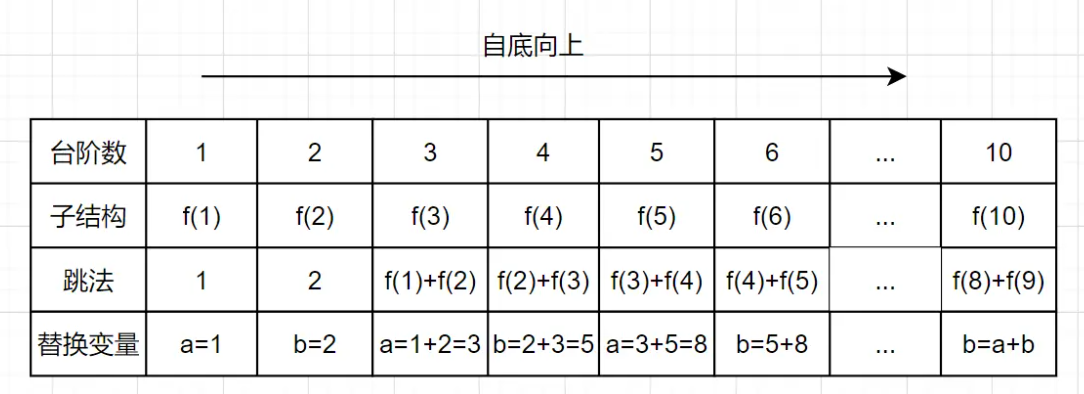 自底向上
台阶数 1 2 3 4 5 6 ... 10
子结构 f(1) f(2) f(3) f(4) f(5) f(6) ... f(10)
跳法 1 2 f(1)+f(2) f(2)+f(3) f(3)+f(4) f(4)+f(5) ... f(8)+f(9)
替换变量 a=1 b=2 a=1+2=3 b=2+3=5 a=3+5=8 b=5+8 ... b=a+b